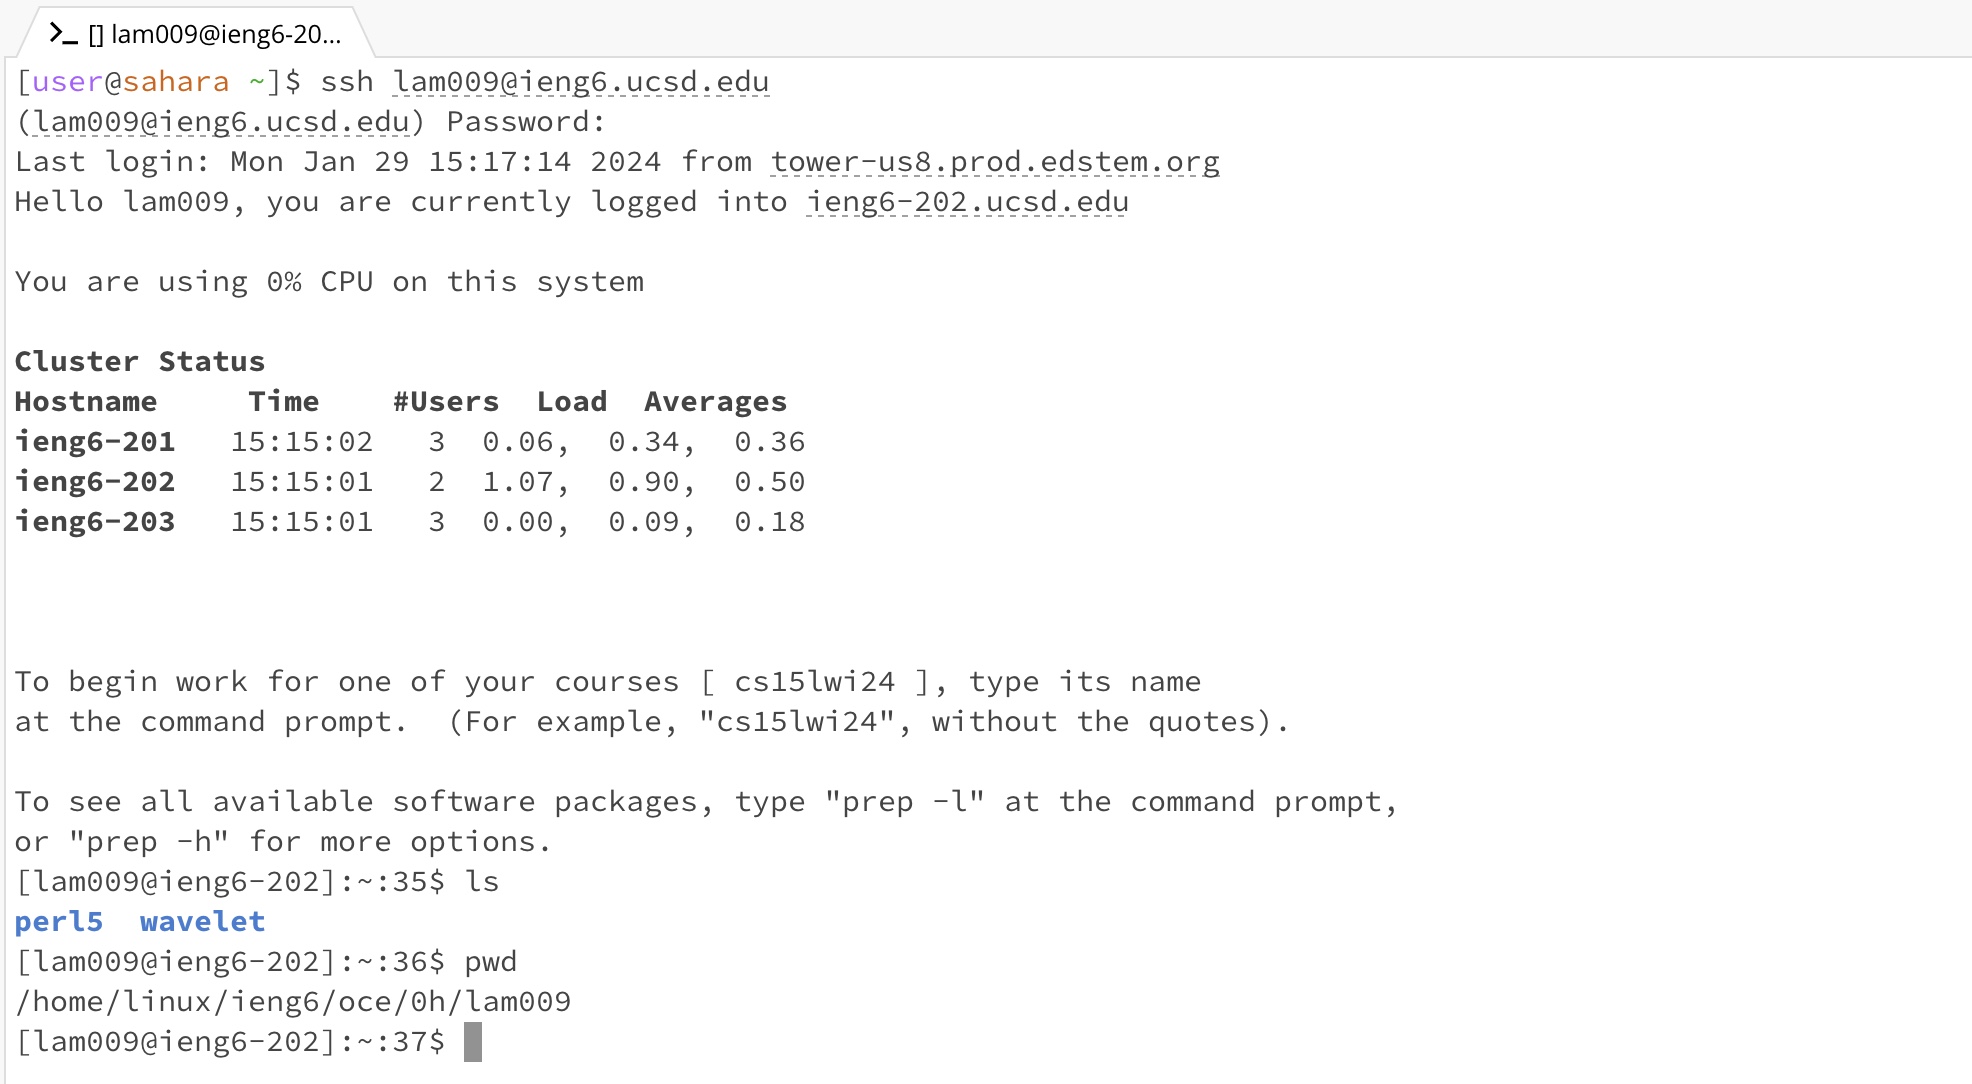 [] lam009@ieng6-20...
[user@sahara ~]$ ssh lam009@ieng6.ucsd.edu
(lam009@ieng6.ucsd.edu) Password:
Last login: Mon Jan 29 15:17:14 2024 from tower-us8.prod.edstem.org
Hello lam009, you are currently logged into ieng6-202.ucsd.edu
You are using 0% CPU on this system
Cluster Status
Hostname     Time    #Users  Load  Averages
ieng6-201   15:15:02   3  0.06,  0.34,  0.36
ieng6-202   15:15:01   2  1.07,  0.90,  0.50
ieng6-203   15:15:01   3  0.00,  0.09,  0.18
To begin work for one of your courses [ cs15lwi24 ], type its name
at the command prompt.  (For example, "cs15lwi24", without the quotes).
To see all available software packages, type "prep -l" at the command prompt,
or "prep -h" for more options.
[lam009@ieng6-202]:~:35$ ls
perl5  wavelet
[lam009@ieng6-202]:~:36$ pwd
/home/linux/ieng6/oce/0h/lam009
[lam009@ieng6-202]:~:37$